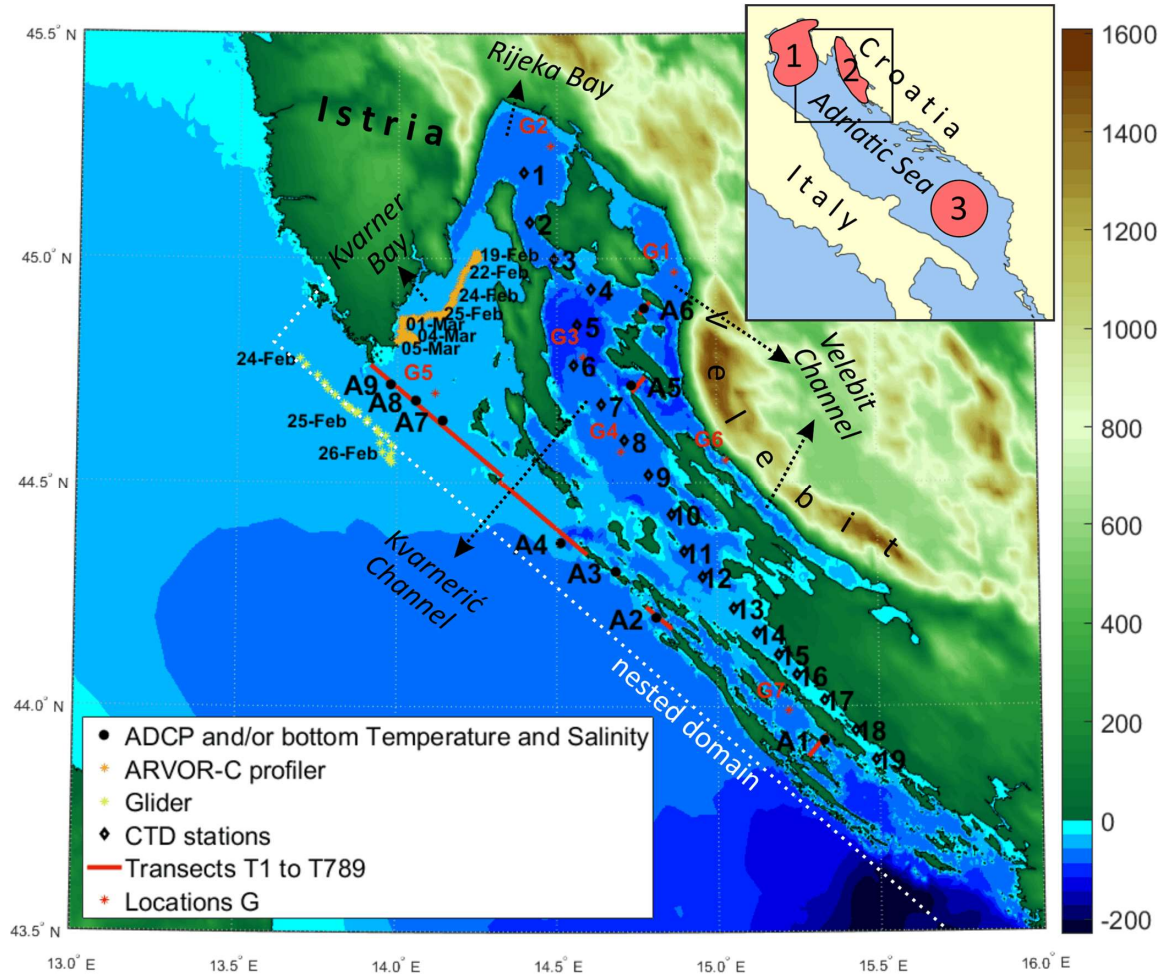 45.5° N
45.0° N
44.5° N
44.0° N
43.5° N
13.0° E
14.0° E
14.5° E
15.0° E
15.5° E
16.0° E
Rijeka Bay
Istria
Kvarner
Bay
G2
1
2
3
4
5
6
7
8
9
10
11
12
13
14
15
16
17
18
19
G1
G3
G4
G5
G6
G7
19-Feb
22-Feb
24-Feb
25-Feb
01-Mar
04-Mar
05-Mar
24-Feb
25-Feb
26-Feb
A9
A8
A7
A6
A5
A4
A3
A2
A1
Velebit
Velebit
Channel
Kvarnerić
Channel
nested domain
1
2
3
Croatia
Adriatic Sea
Italy
ADCP and/or bottom Temperature and Salinity
ARVOR-C profiler
Glider
CTD stations
Transects T1 to T789
Locations G
1600
1400
1200
1000
800
600
400
200
0
-200